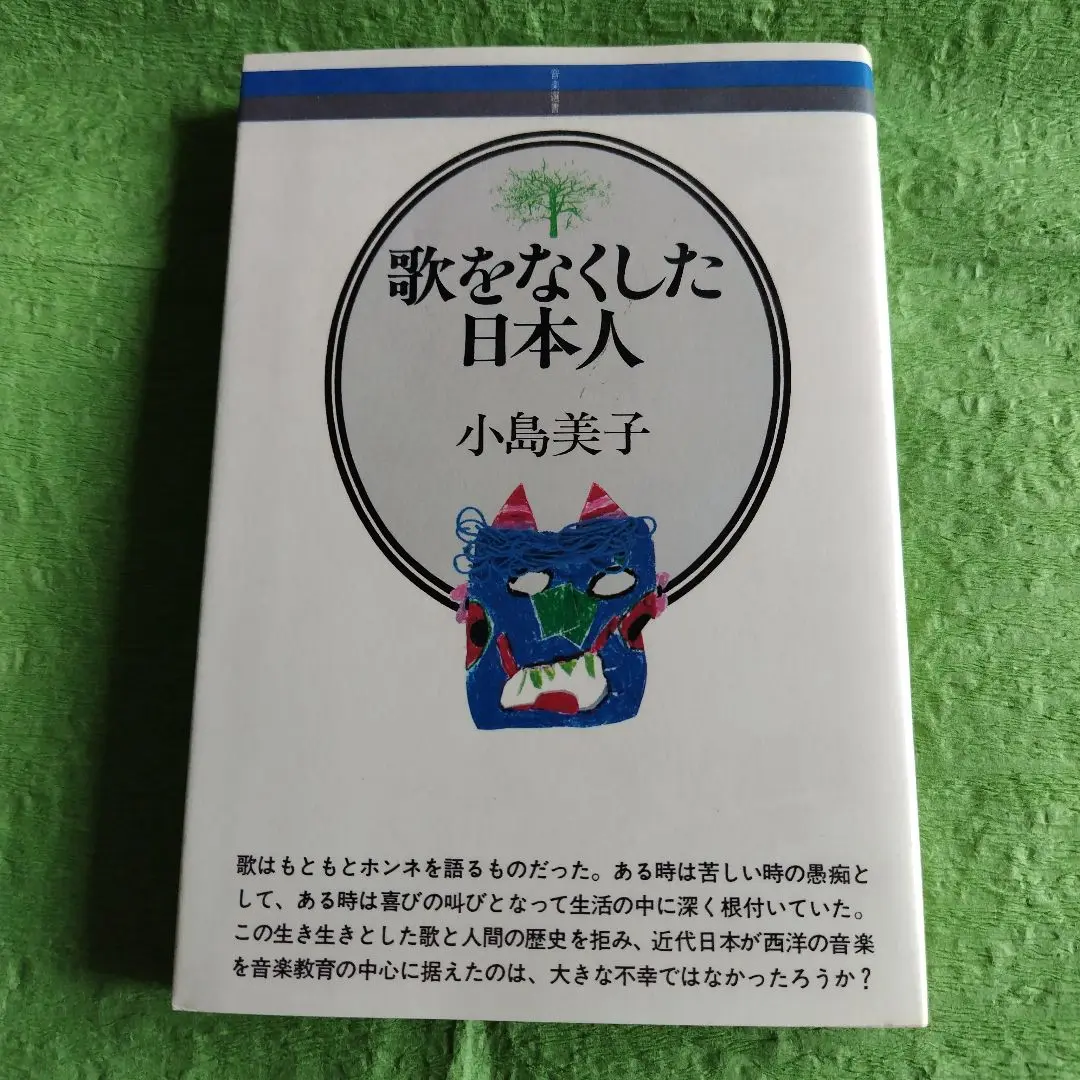 音楽選書
歌をなくした
日本人
小島美子
歌はもともとホンネを語るものだった。ある時は苦しい時の愚痴と
して、ある時は喜びの叫びとなって生活の中に深く根付いていた。
この生き生きとした歌と人間の歴史を拒み、近代日本が西洋の音楽
を音楽教育の中心に据えたのは、大きな不幸ではなかったろうか？